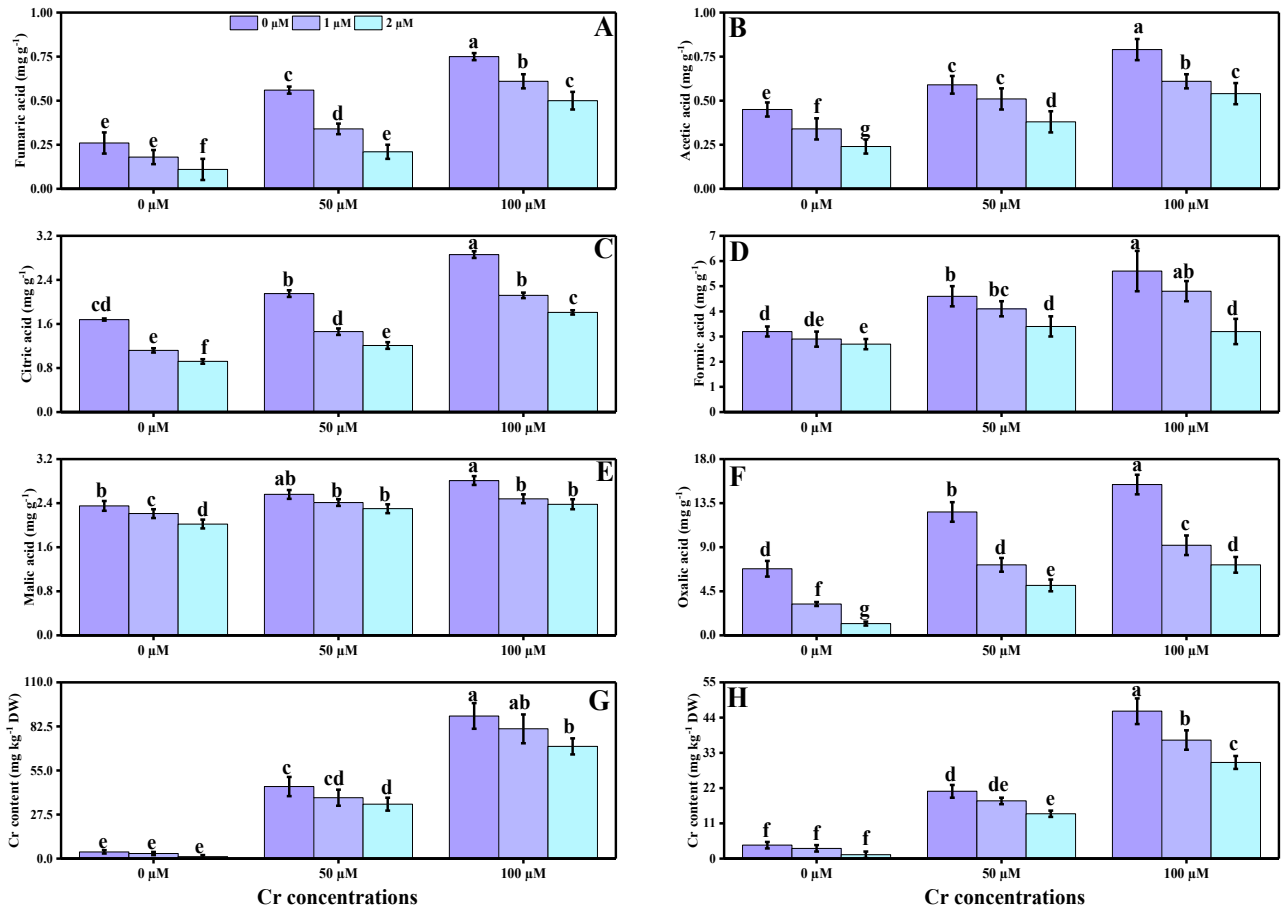 0 μM 1 μM 2 μM
A
Fumaric acid (mg g-1)
1.00
0.75
0.50
0.25
0.00
e e f
c d e
a b c
0 μM 50 μM 100 μM
B
Acetic acid (mg g-1)
1.00
0.75
0.50
0.25
0.00
e f g
c c d
a b c
0 μM 50 μM 100 μM
C
Citric acid (mg g-1)
3.2
2.4
1.6
0.8
0.0
cd e f
b d e
a b c
0 μM 50 μM 100 μM
D
Formic acid (mg g-1)
7
6
5
4
3
2
1
0
d de e
b bc d
a ab d
0 μM 50 μM 100 μM
E
Malic acid (mg g-1)
3.2
2.4
1.6
0.8
0.0
b c d
ab b b
a b b
0 μM 50 μM 100 μM
F
Oxalic acid (mg g-1)
18.0
13.5
9.0
4.5
0.0
d f g
b d e
a c d
0 μM 50 μM 100 μM
G
Cr content (mg kg-1 DW)
110.0
82.5
55.0
27.5
0.0
e e e
c cd d
a ab b
0 μM 50 μM 100 μM
Cr concentrations
H
Cr content (mg kg-1 DW)
55
44
33
22
11
0
f f f
d de e
a b c
0 μM 50 μM 100 μM
Cr concentrations